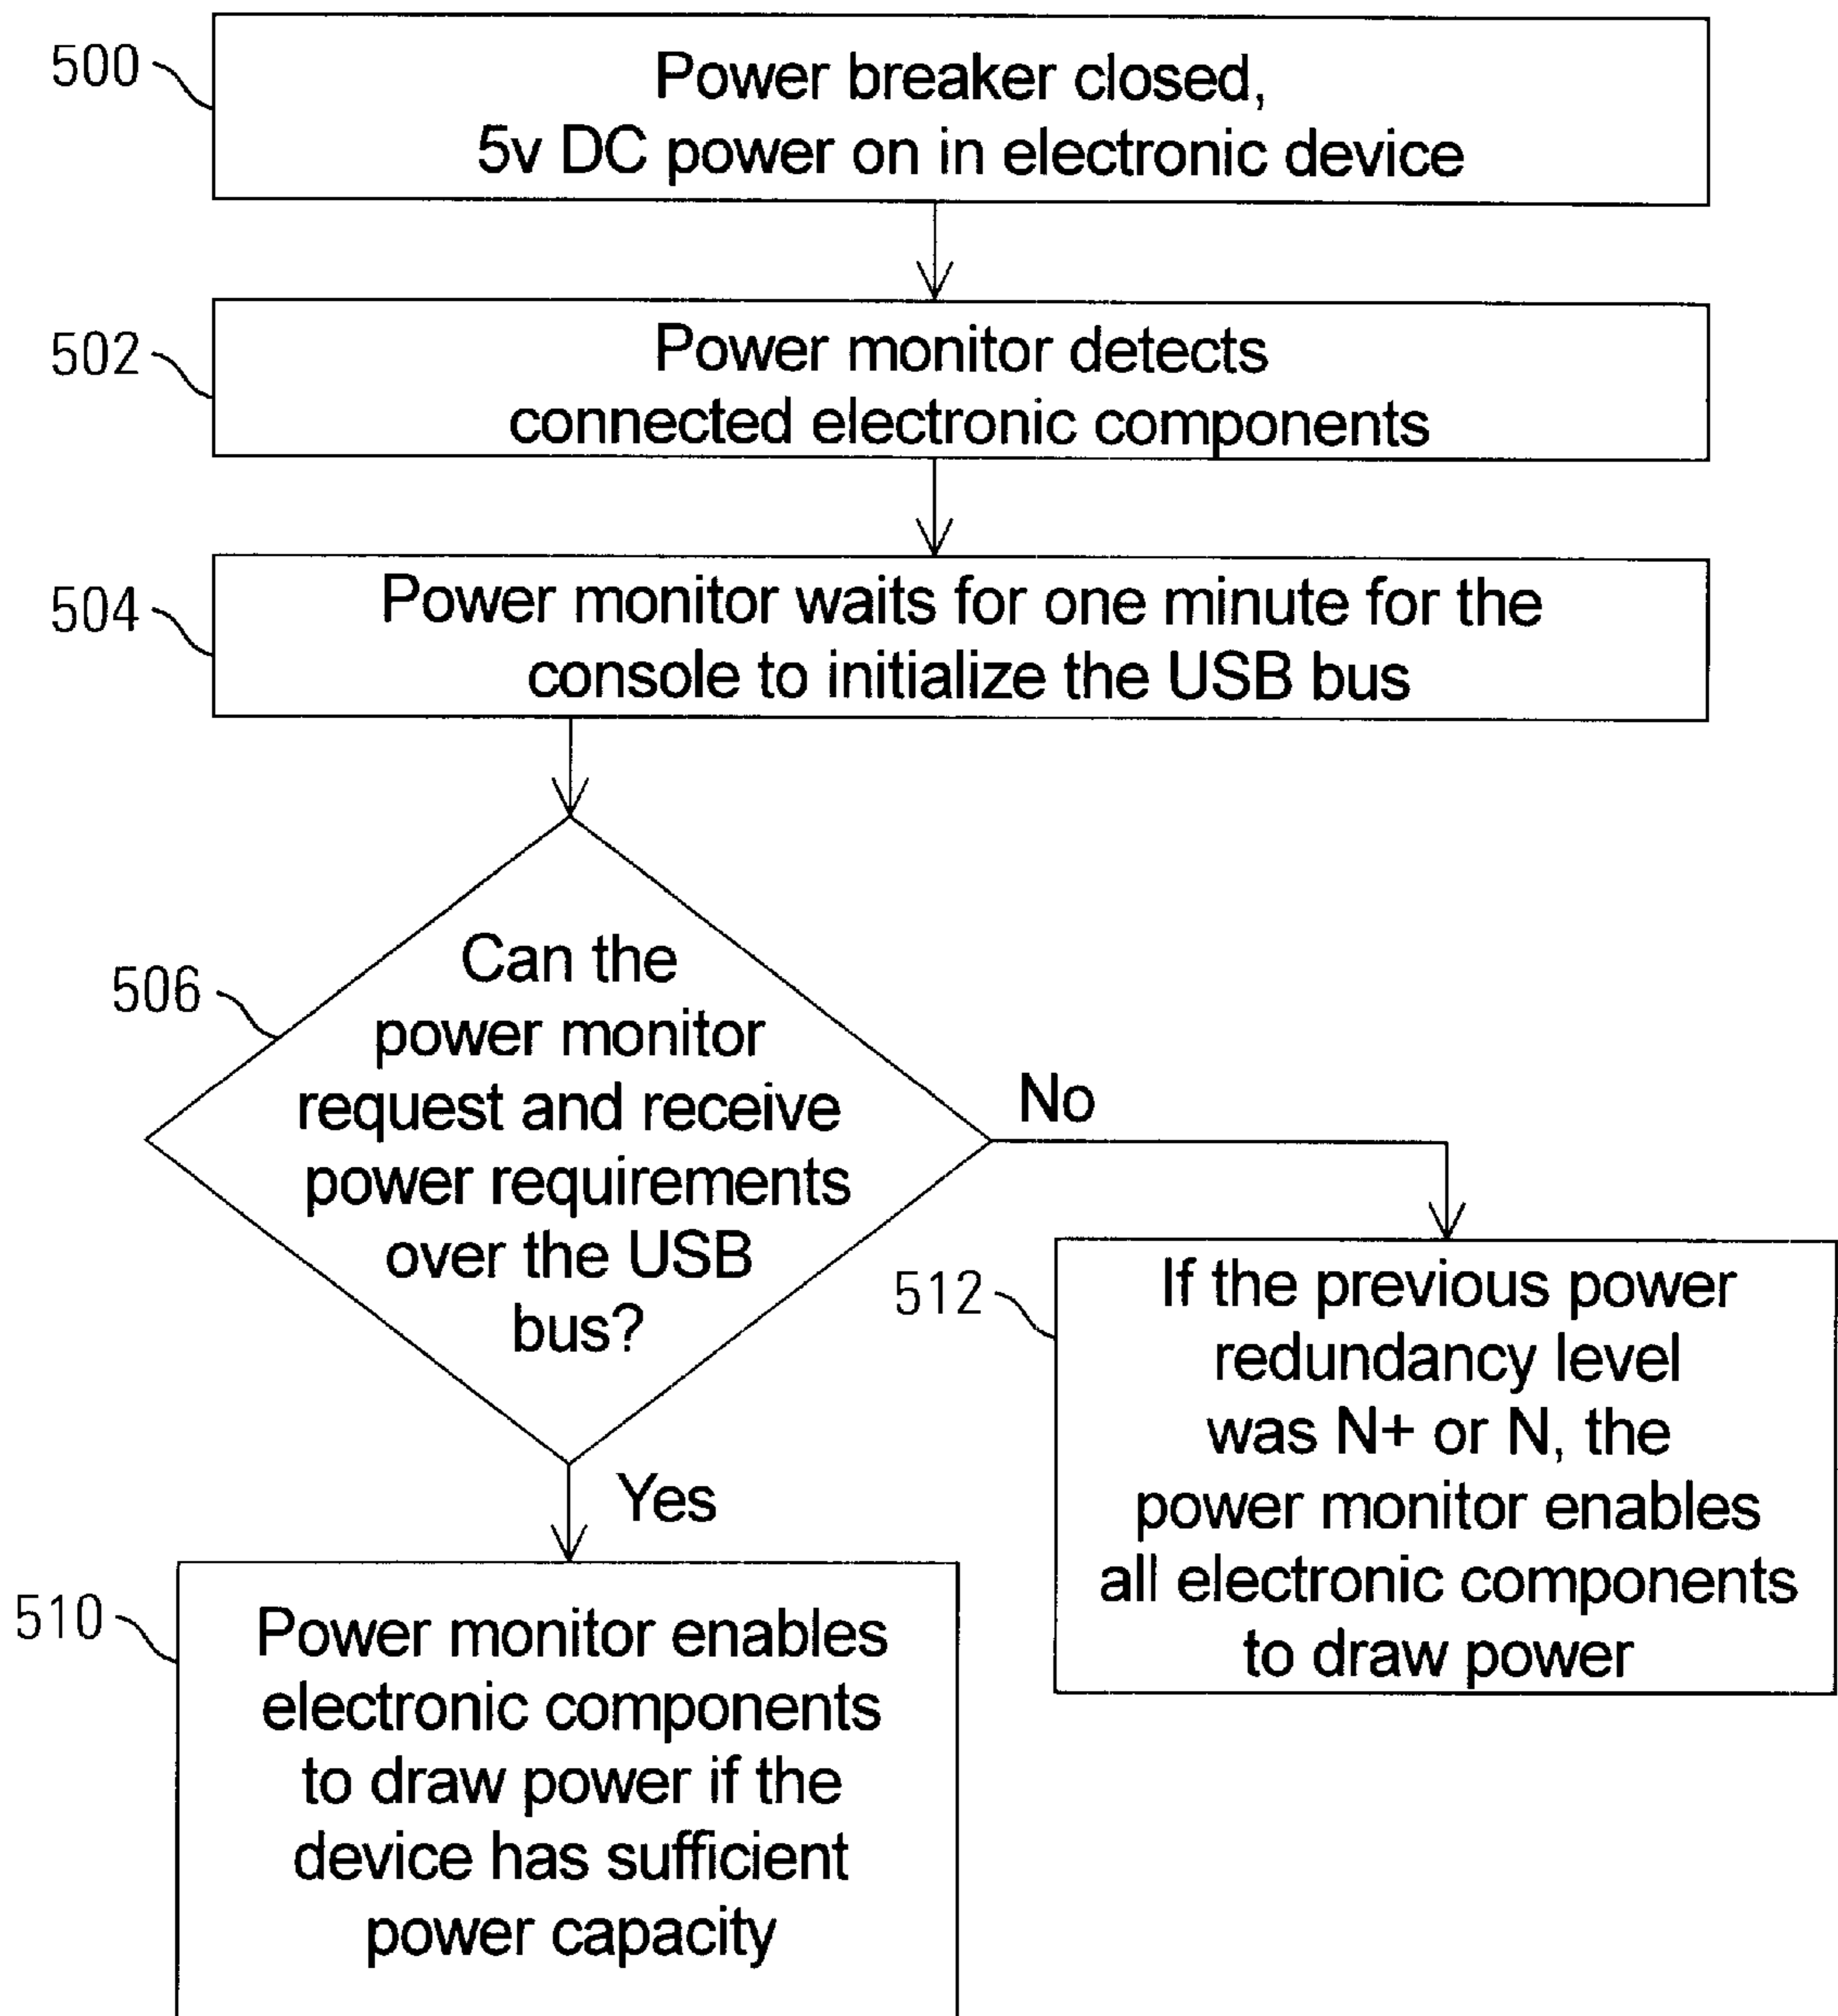 500
Power breaker closed,
5v DC power on in electronic device
502
Power monitor detects
connected electronic components
504
Power monitor waits for one minute for the
console to initialize the USB bus
506
Can the
power monitor
request and receive
power requirements
over the USB
bus?
No
Yes
512
If the previous power
redundancy level
was N+ or N, the
power monitor enables
all electronic components
to draw power
510
Power monitor enables
electronic components
to draw power if the
device has sufficient
power capacity